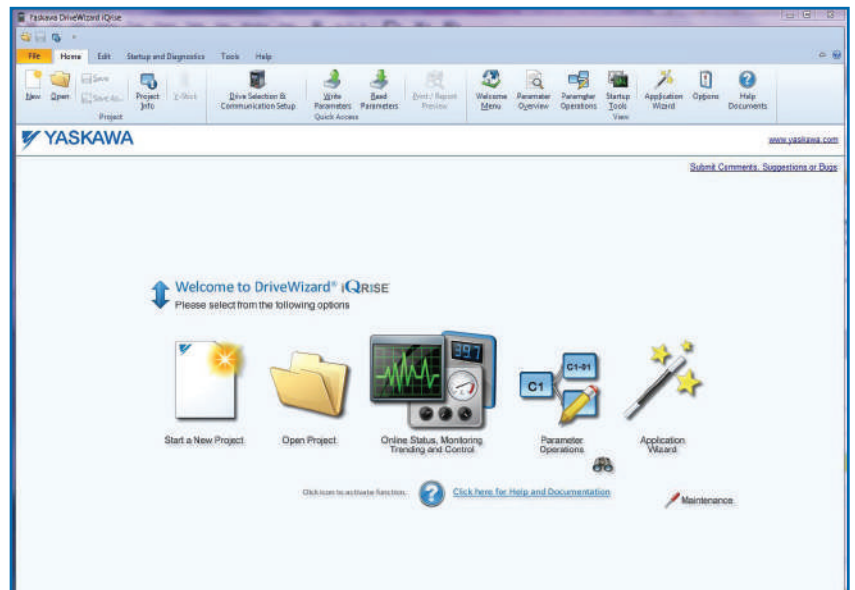 Yaskawa DriveWizard iQrise
File Home Edit Startup and Diagnostics Tools Help
New Open Save Save As... Project Info X-Short Drive Selection & Communication Setup Write Parameters Read Parameters Print / Report Preview Welcome Menu Parameter Overview Parameter Operations Startup Tools Application Wizard Options Help Documents
Project Quick Access View
YASKAWA
www.yaskawa.com
Submit Comments, Suggestions or Bugs
Welcome to DriveWizard® iQRISE
Please select from the following options
39.7
C1-01
C1
Start a New Project Open Project Online Status, Monitoring Parameter Application
Trending and Control Operations Wizard
Click icon to activate function. Click here for Help and Documentation
Maintenance